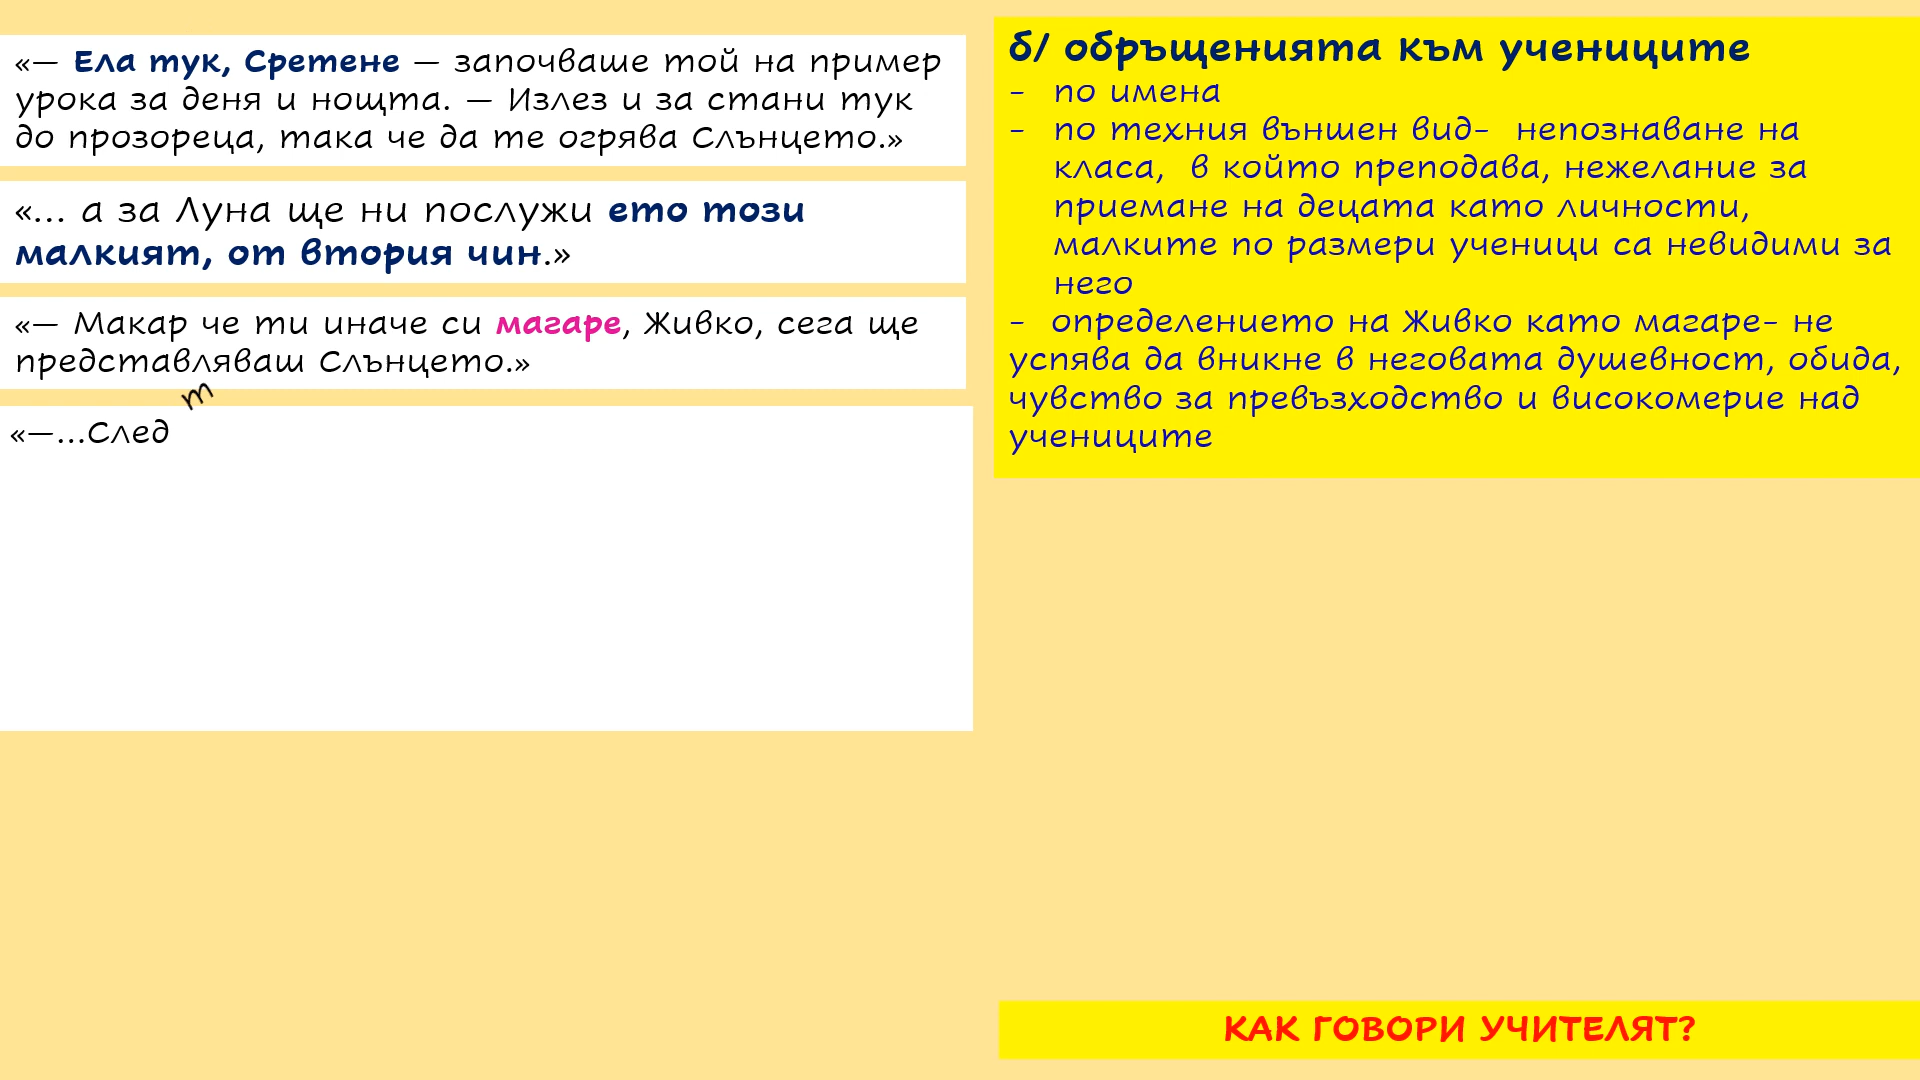 «— Ела тук, Сретене — започваше той на пример
урока за деня и нощта. — Излез и за стани тук
до прозореца, така че да те огрява Слънцето.»
«... а за Луна ще ни послужи ето този
малкият, от втория чин.»
«— Макар че ти иначе си магаре, Живко, сега ще
представляваш Слънцето.»
«—...След т
б/ обръщенията към учениците
- по имена
- по техния външен вид- непознаване на
класа, в който преподава, нежелание за
приемане на децата като личности,
малките по размери ученици са невидими за
него
- определението на Живко като магаре- не
успява да вникне в неговата душевност, обида,
чувство за превъзходство и високомерие над
учениците
КАК ГОВОРИ УЧИТЕЛЯТ?